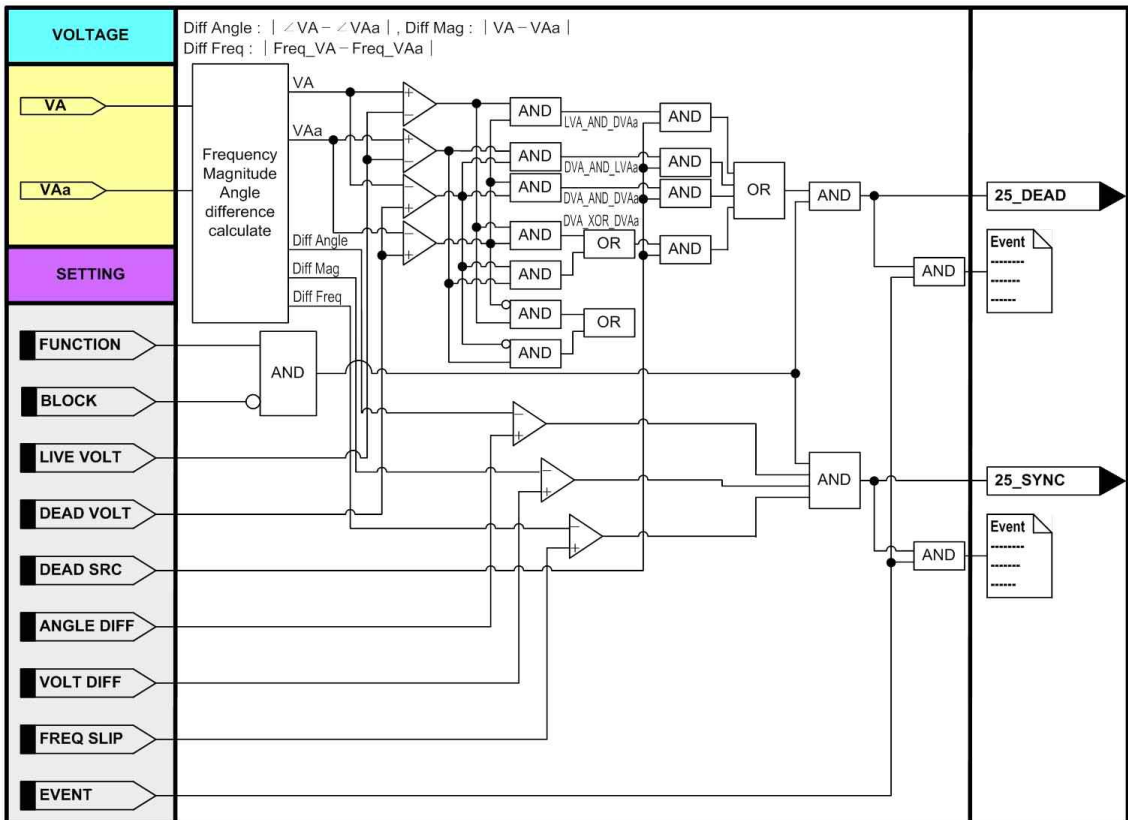 VOLTAGE
VA
VAa
SETTING
FUNCTION
BLOCK
LIVE VOLT
DEAD VOLT
DEAD SRC
ANGLE DIFF
VOLT DIFF
FREQ SLIP
EVENT
Diff Angle : | ∠VA − ∠VAa | , Diff Mag : | VA − VAa |
Diff Freq : | Freq_VA − Freq_VAa |
Frequency
Magnitude
Angle
difference
calculate
VA
VAa
Diff Angle
Diff Mag
Diff Freq
AND
+
−
+
−
−
+
−
+
AND
AND
AND
AND
AND
AND
AND
LVA_AND_DVAa
DVA_AND_LVAa
DVA_AND_DVAa
DVA_XOR_DVAa
OR
OR
AND
AND
AND
AND
OR
AND
AND
−
+
−
+
−
+
AND
AND
25_DEAD
Event
--------
-------
------
25_SYNC
Event
--------
-------
------